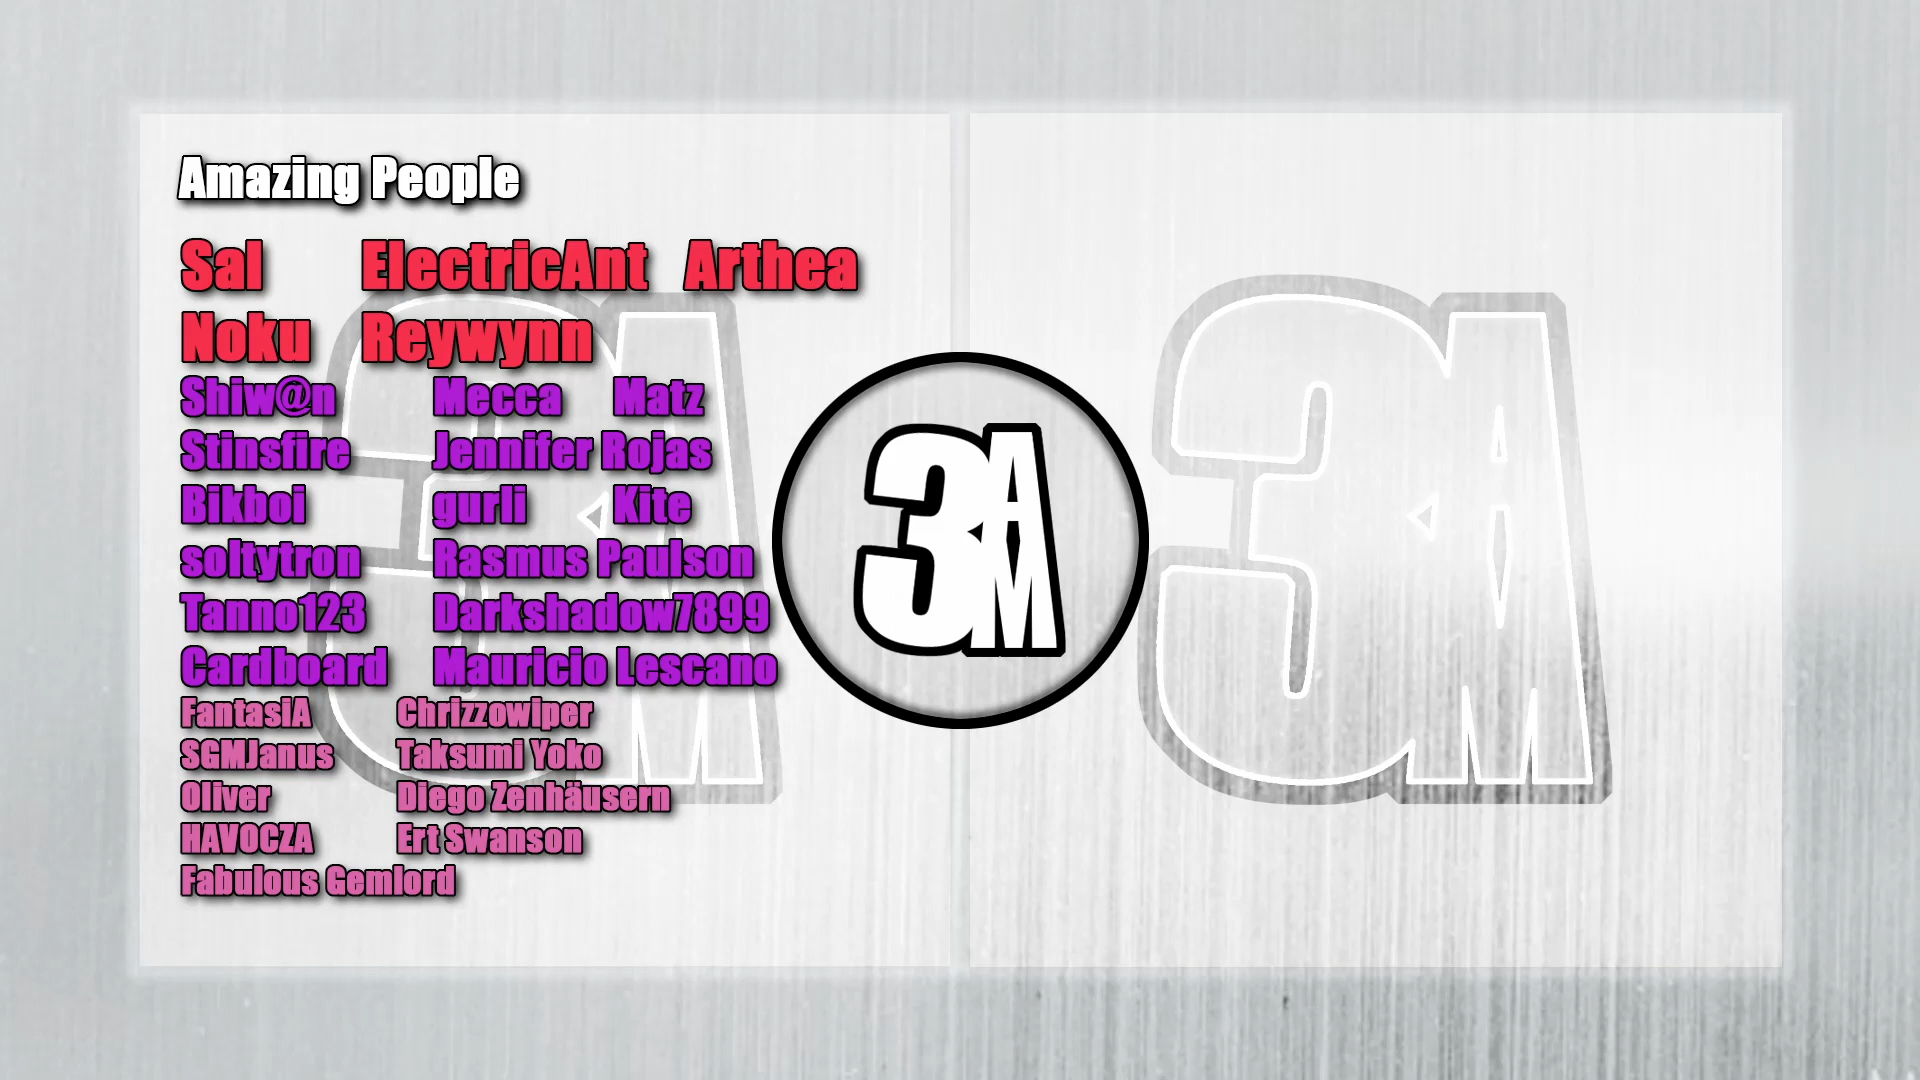 Amazing People
Sal ElectricAnt Arthea
Noku Reywynn
Shiw@n Mecca Matz
Stinsfire Jennifer Rojas
Bikboi gurli Kite
soltytron Rasmus Paulson
Tanno123 Darkshadow7899
Cardboard Mauricio Lescano
FantasiA Chrizzowiper
SGMJanus Taksumi Yoko
Oliver Diego Zenhäusern
HAVOCZA Ert Swanson
Fabulous Gemlord
3AM
3AM
3AM